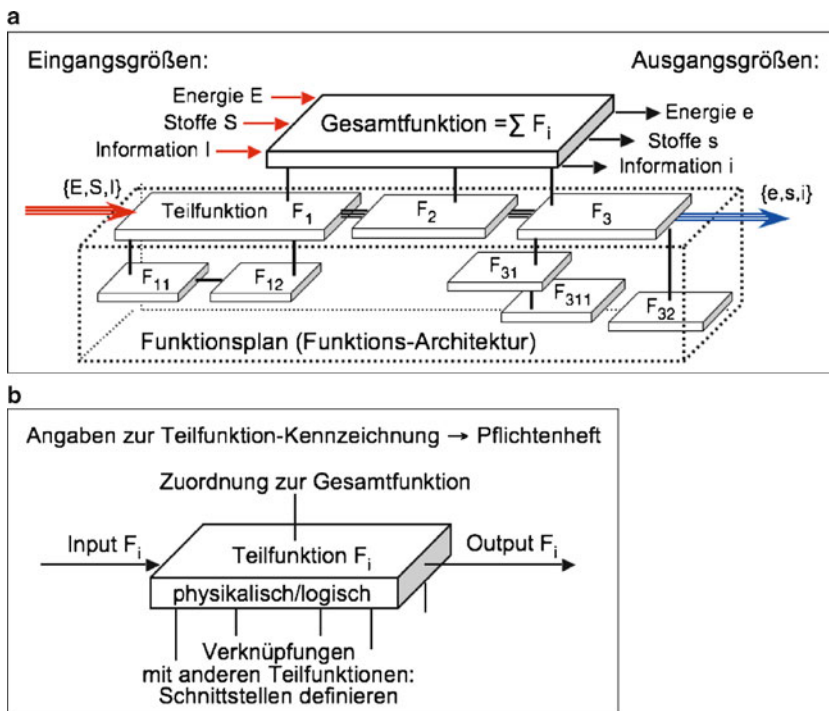 a
Eingangsgrößen:
Ausgangsgrößen:
Energie E
Stoffe S
Information I
Gesamtfunktion = ∑ Fi
Energie e
Stoffe s
Information i
{E,S,I}
Teilfunktion F1
F2
F3
{e,s,i}
F11
F12
F31
F311
F32
Funktionsplan (Funktions-Architektur)
b
Angaben zur Teilfunktion-Kennzeichnung → Pflichtenheft
Zuordnung zur Gesamtfunktion
Input Fi
Teilfunktion Fi
Output Fi
physikalisch/logisch
Verknüpfungen
mit anderen Teilfunktionen:
Schnittstellen definieren